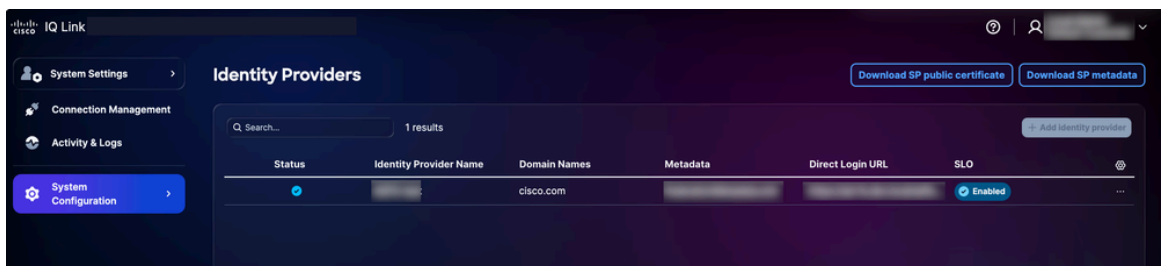 CISCO IQ Link
System Settings
Connection Management
Activity & Logs
System
Configuration
Identity Providers
Download SP public certificate
Download SP metadata
Search...
1 results
+ Add identity provider
Status Identity Provider Name Domain Names Metadata Direct Login URL SLO
cisco.com Enabled